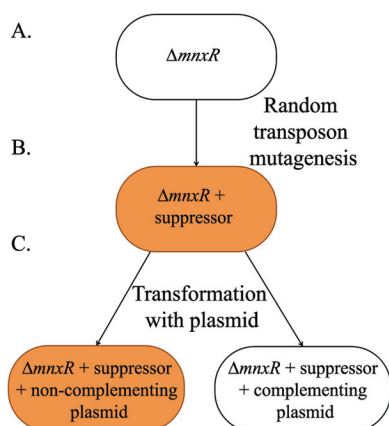 A.
ΔmnxR
Random
transposon
mutagenesis
B.
ΔmnxR +
suppressor
C.
Transformation
with plasmid
ΔmnxR + suppressor
+ non-complementing
plasmid
ΔmnxR + suppressor
+ complementing
plasmid